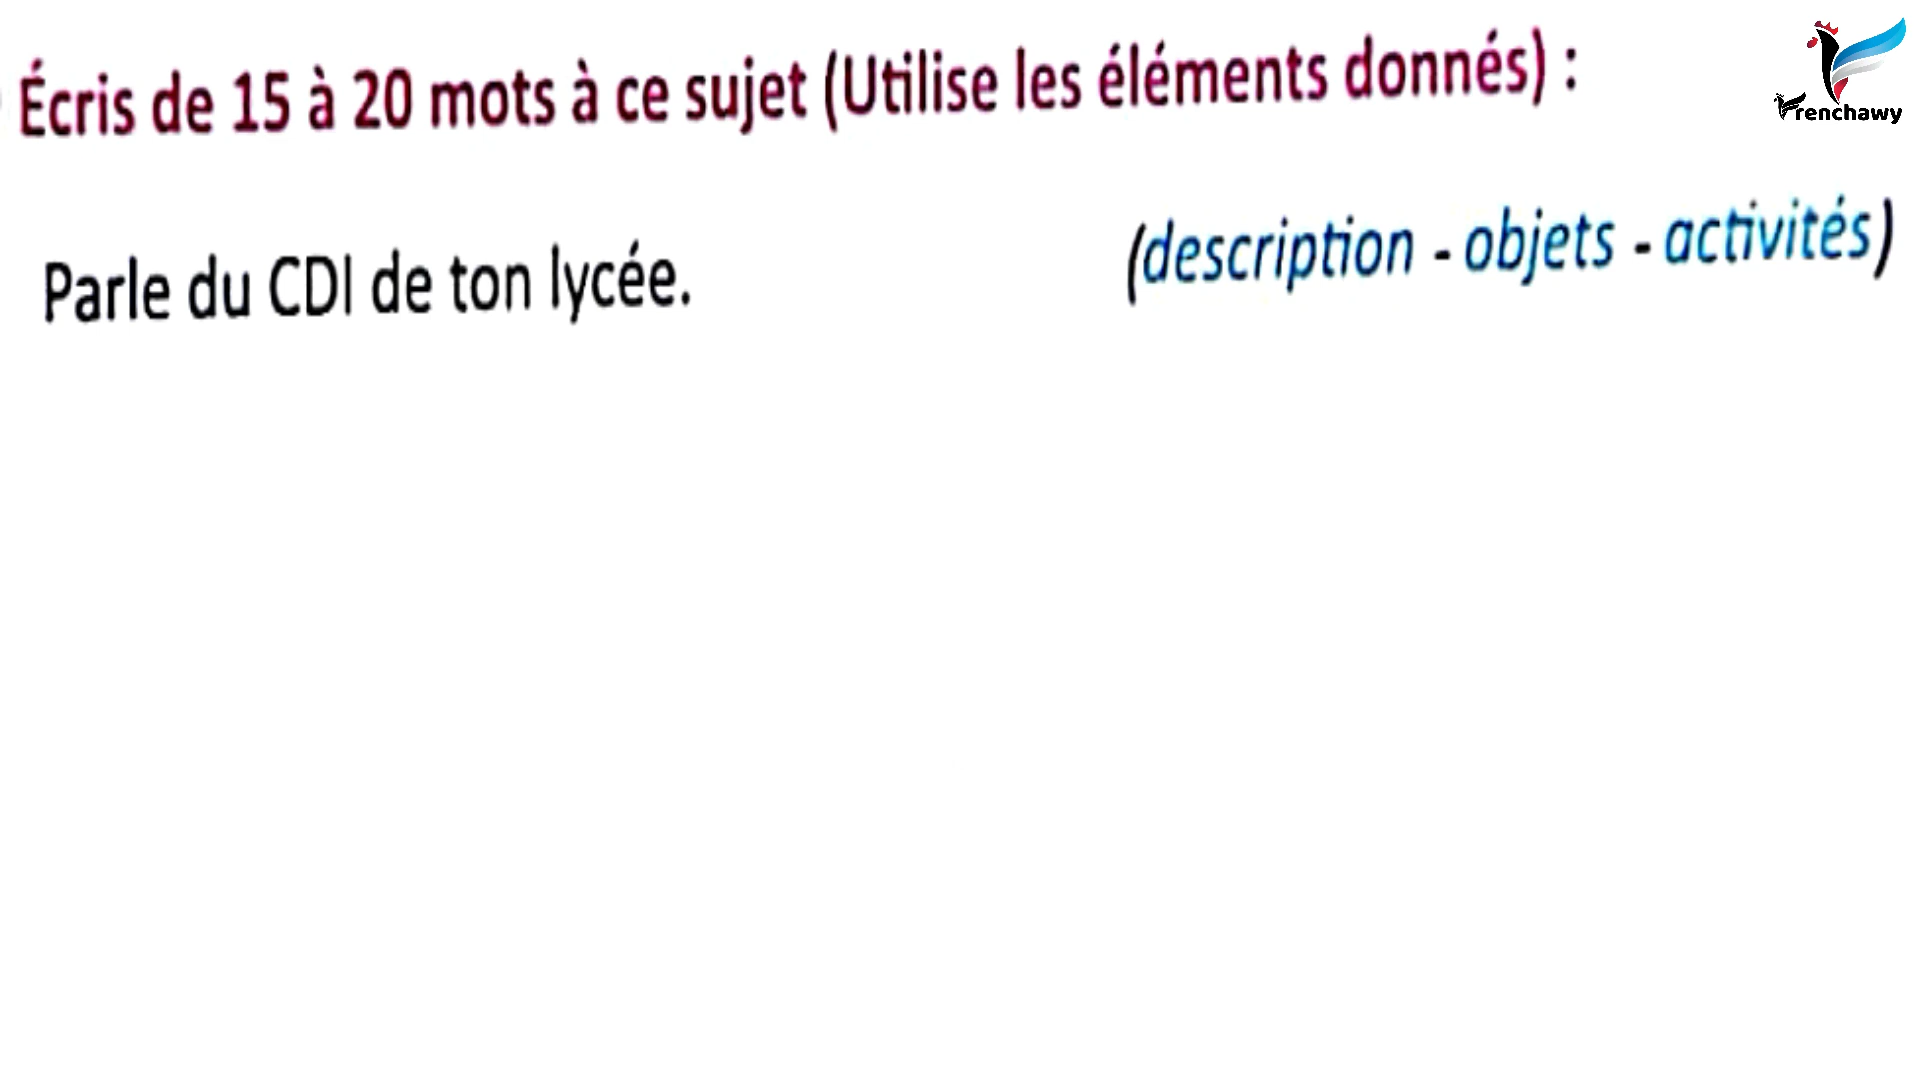 Écris de 15 à 20 mots à ce sujet (Utilise les éléments donnés) :
renchawy
Parle du CDI de ton lycée. (description - objets - activités)